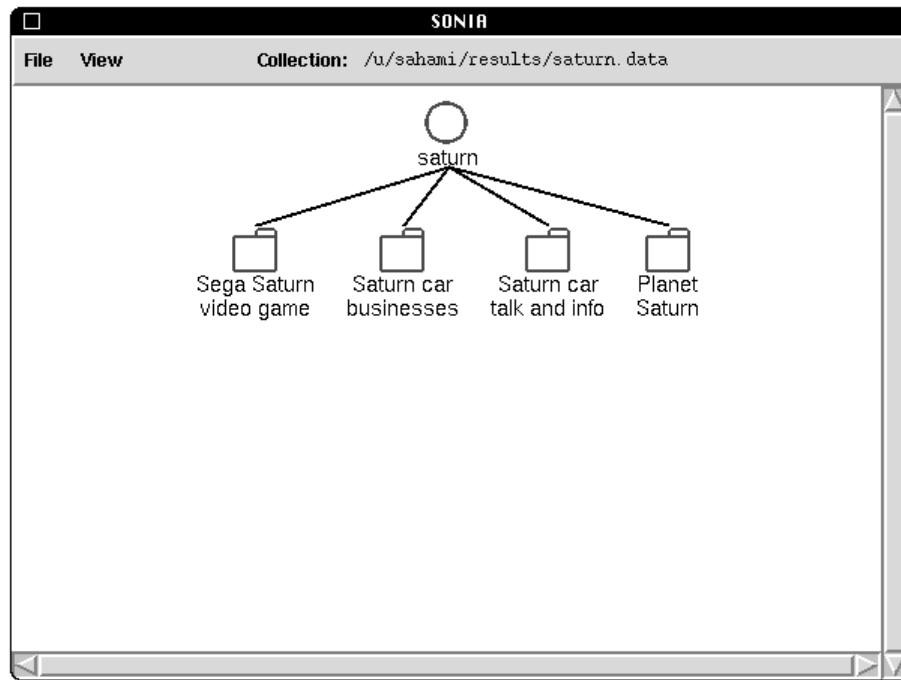 SONIA
File View Collection: /u/sahami/results/saturn.data
saturn
Sega Saturn
video game
Saturn car
businesses
Saturn car
talk and info
Planet
Saturn